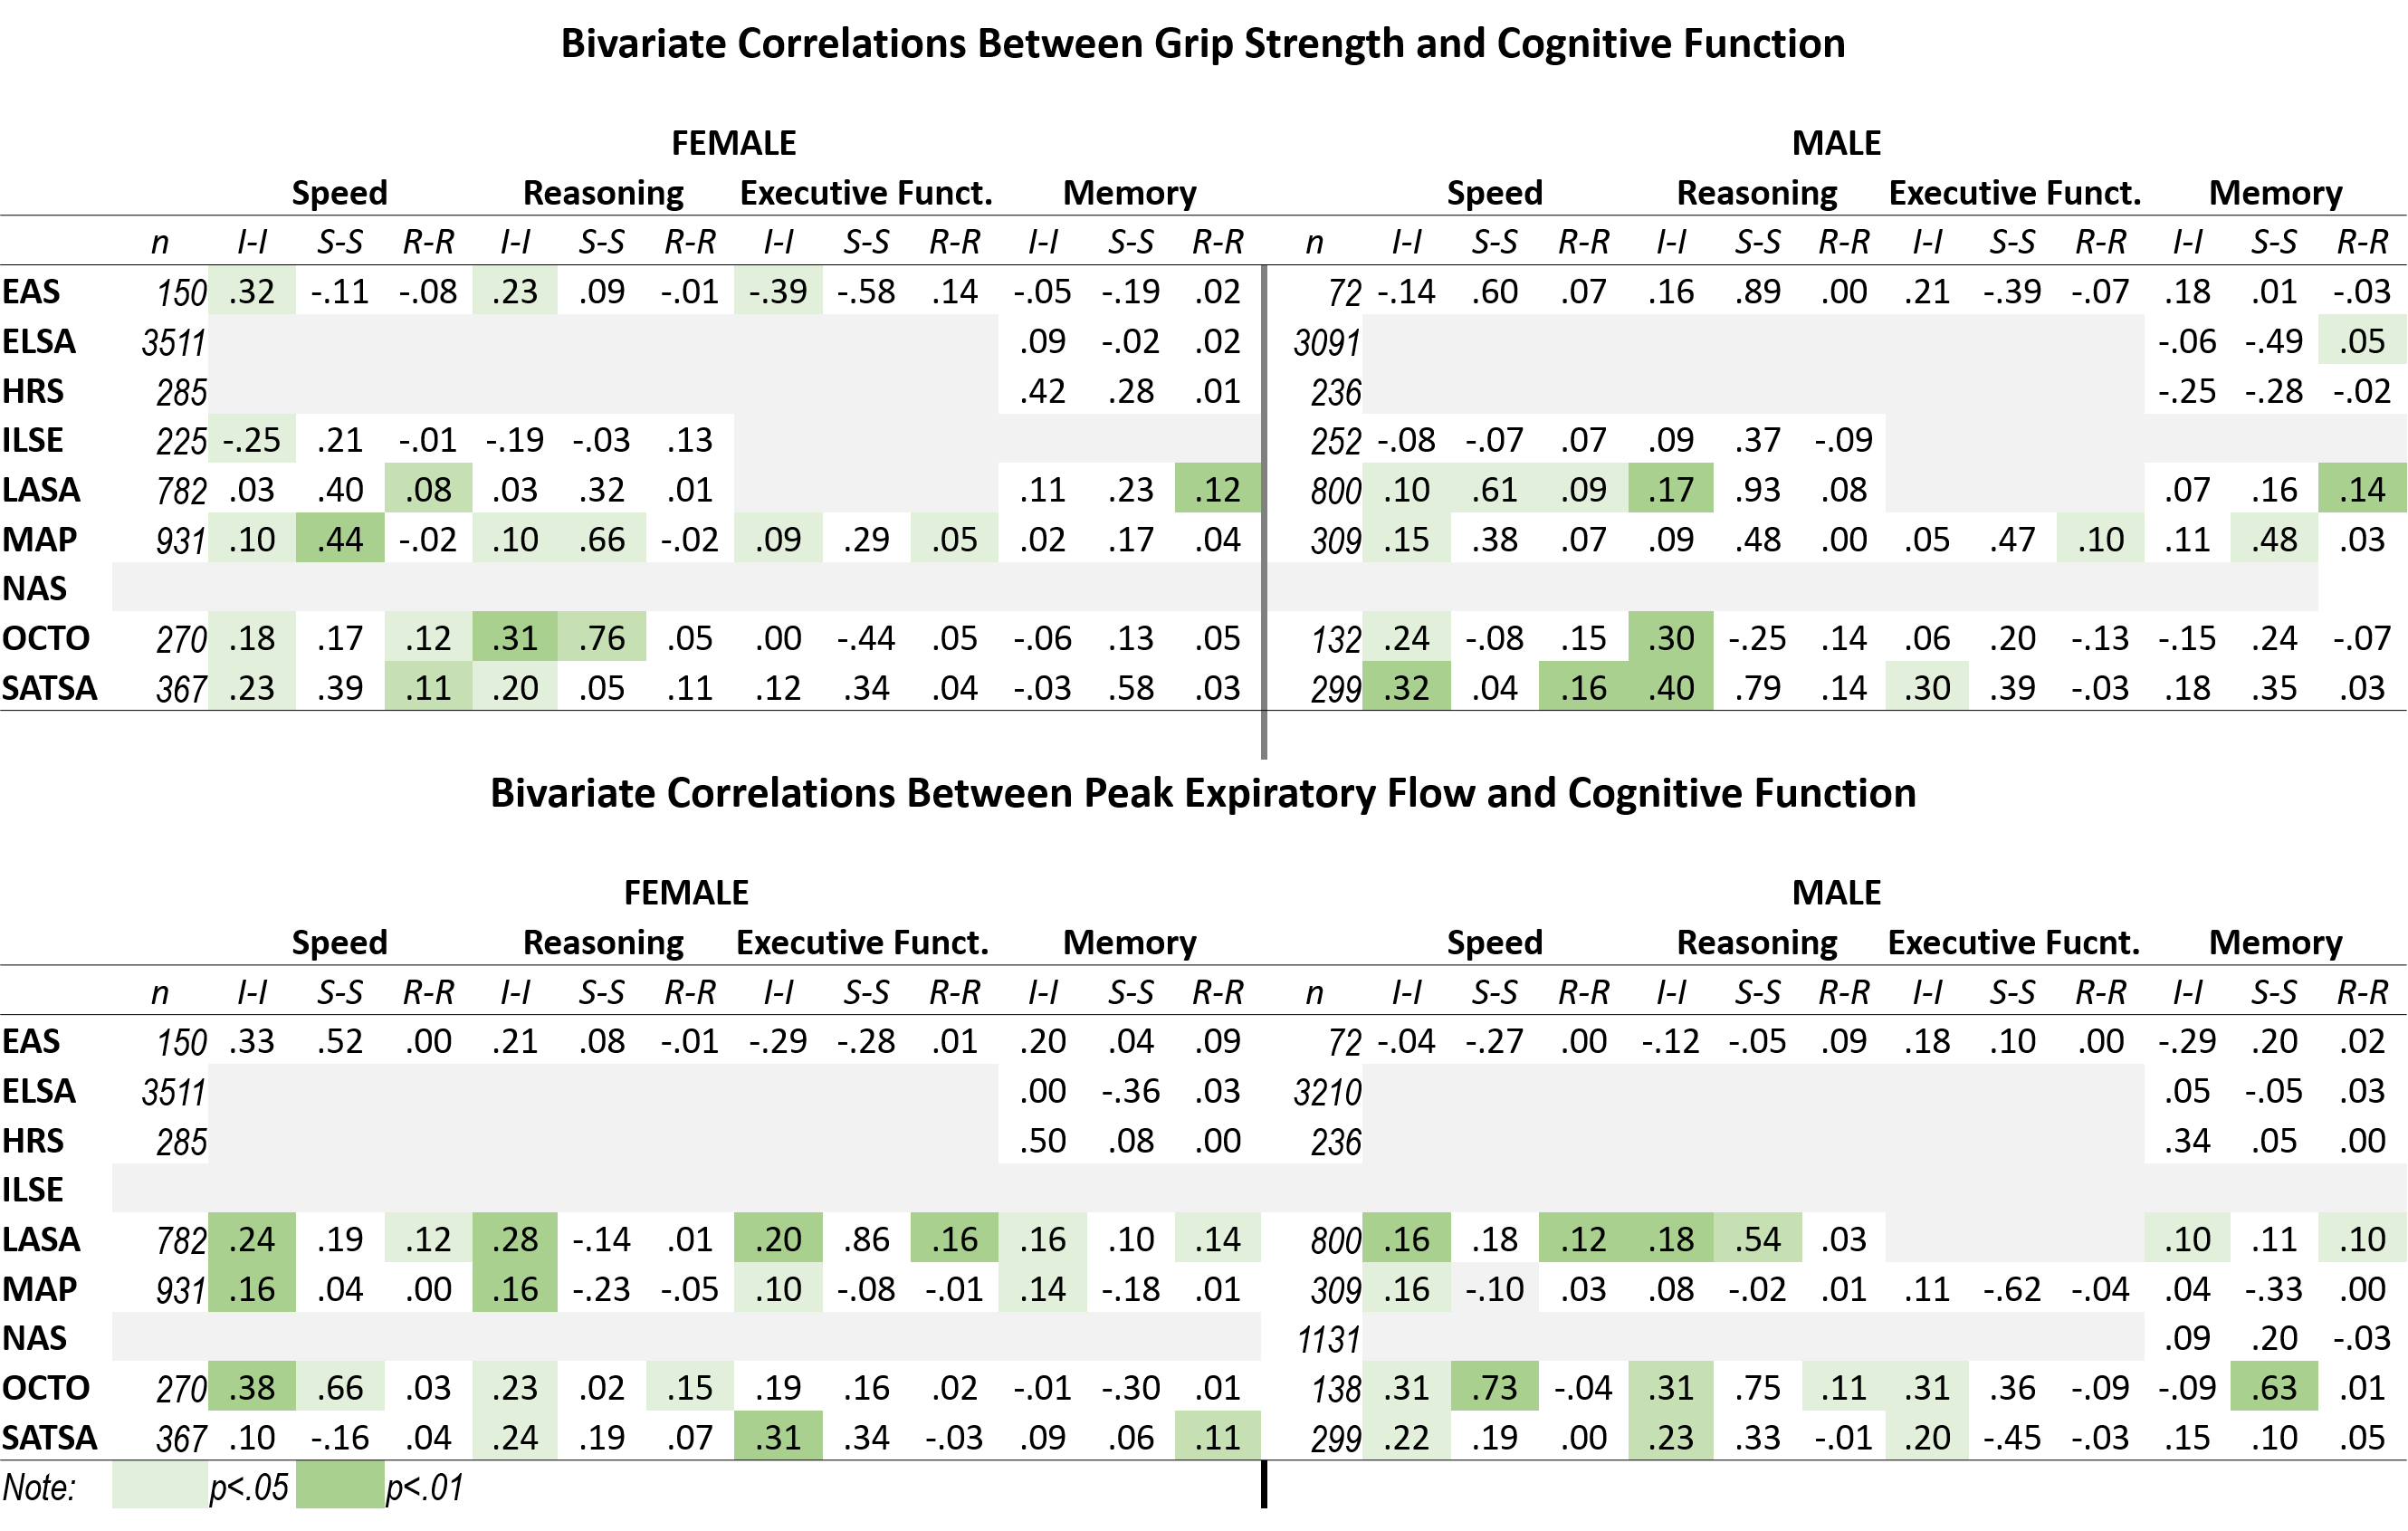 Bivariate Correlations Between Grip Strength and Cognitive Function
FEMALE MALE
Speed Reasoning Executive Funct. Memory Speed Reasoning Executive Funct. Memory
n I-I S-S R-R I-I S-S R-R I-I S-S R-R I-I S-S R-R n I-I S-S R-R I-I S-S R-R I-I S-S R-R I-I S-S R-R
EAS 150 .32 -.11 -.08 .23 .09 -.01 -.39 -.58 .14 -.05 -.19 .02 72 -.14 .60 .07 .16 .89 .00 .21 -.39 -.07 .18 .01 -.03
ELSA 3511 .09 -.02 .02 3091 -.06 -.49 .05
HRS 285 .42 .28 .01 236 -.25 -.28 -.02
ILSE 225 -.25 .21 -.01 -.19 -.03 .13 252 -.08 -.07 .07 .09 .37 -.09
LASA 782 .03 .40 .08 .03 .32 .01 .11 .23 .12 800 .10 .61 .09 .17 .93 .08 .07 .16 .14
MAP 931 .10 .44 -.02 .10 .66 -.02 .09 .29 .05 .02 .17 .04 309 .15 .38 .07 .09 .48 .00 .05 .47 .10 .11 .48 .03
NAS
OCTO 270 .18 .17 .12 .31 .76 .05 .00 -.44 .05 -.06 .13 .05 132 .24 -.08 .15 .30 -.25 .14 .06 .20 -.13 -.15 .24 -.07
SATSA 367 .23 .39 .11 .20 .05 .11 .12 .34 .04 -.03 .58 .03 299 .32 .04 .16 .40 .79 .14 .30 .39 -.03 .18 .35 .03
Bivariate Correlations Between Peak Expiratory Flow and Cognitive Function
FEMALE MALE
Speed Reasoning Executive Funct. Memory Speed Reasoning Executive Fucnt. Memory
n I-I S-S R-R I-I S-S R-R I-I S-S R-R I-I S-S R-R n I-I S-S R-R I-I S-S R-R I-I S-S R-R I-I S-S R-R
EAS 150 .33 .52 .00 .21 .08 -.01 -.29 -.28 .01 .20 .04 .09 72 -.04 -.27 .00 -.12 -.05 .09 .18 .10 .00 -.29 .20 .02
ELSA 3511 .00 -.36 .03 3210 .05 -.05 .03
HRS 285 .50 .08 .00 236 .34 .05 .00
ILSE
LASA 782 .24 .19 .12 .28 -.14 .01 .20 .86 .16 .16 .10 .14 800 .16 .18 .12 .18 .54 .03 .10 .11 .10
MAP 931 .16 .04 .00 .16 -.23 -.05 .10 -.08 -.01 .14 -.18 .01 309 .16 -.10 .03 .08 -.02 .01 .11 -.62 -.04 .04 -.33 .00
NAS 1131 .09 .20 -.03
OCTO 270 .38 .66 .03 .23 .02 .15 .19 .16 .02 -.01 -.30 .01 138 .31 .73 -.04 .31 .75 .11 .31 .36 -.09 -.09 .63 .01
SATSA 367 .10 -.16 .04 .24 .19 .07 .31 .34 -.03 .09 .06 .11 299 .22 .19 .00 .23 .33 -.01 .20 -.45 -.03 .15 .10 .05
Note: p<.05 p<.01